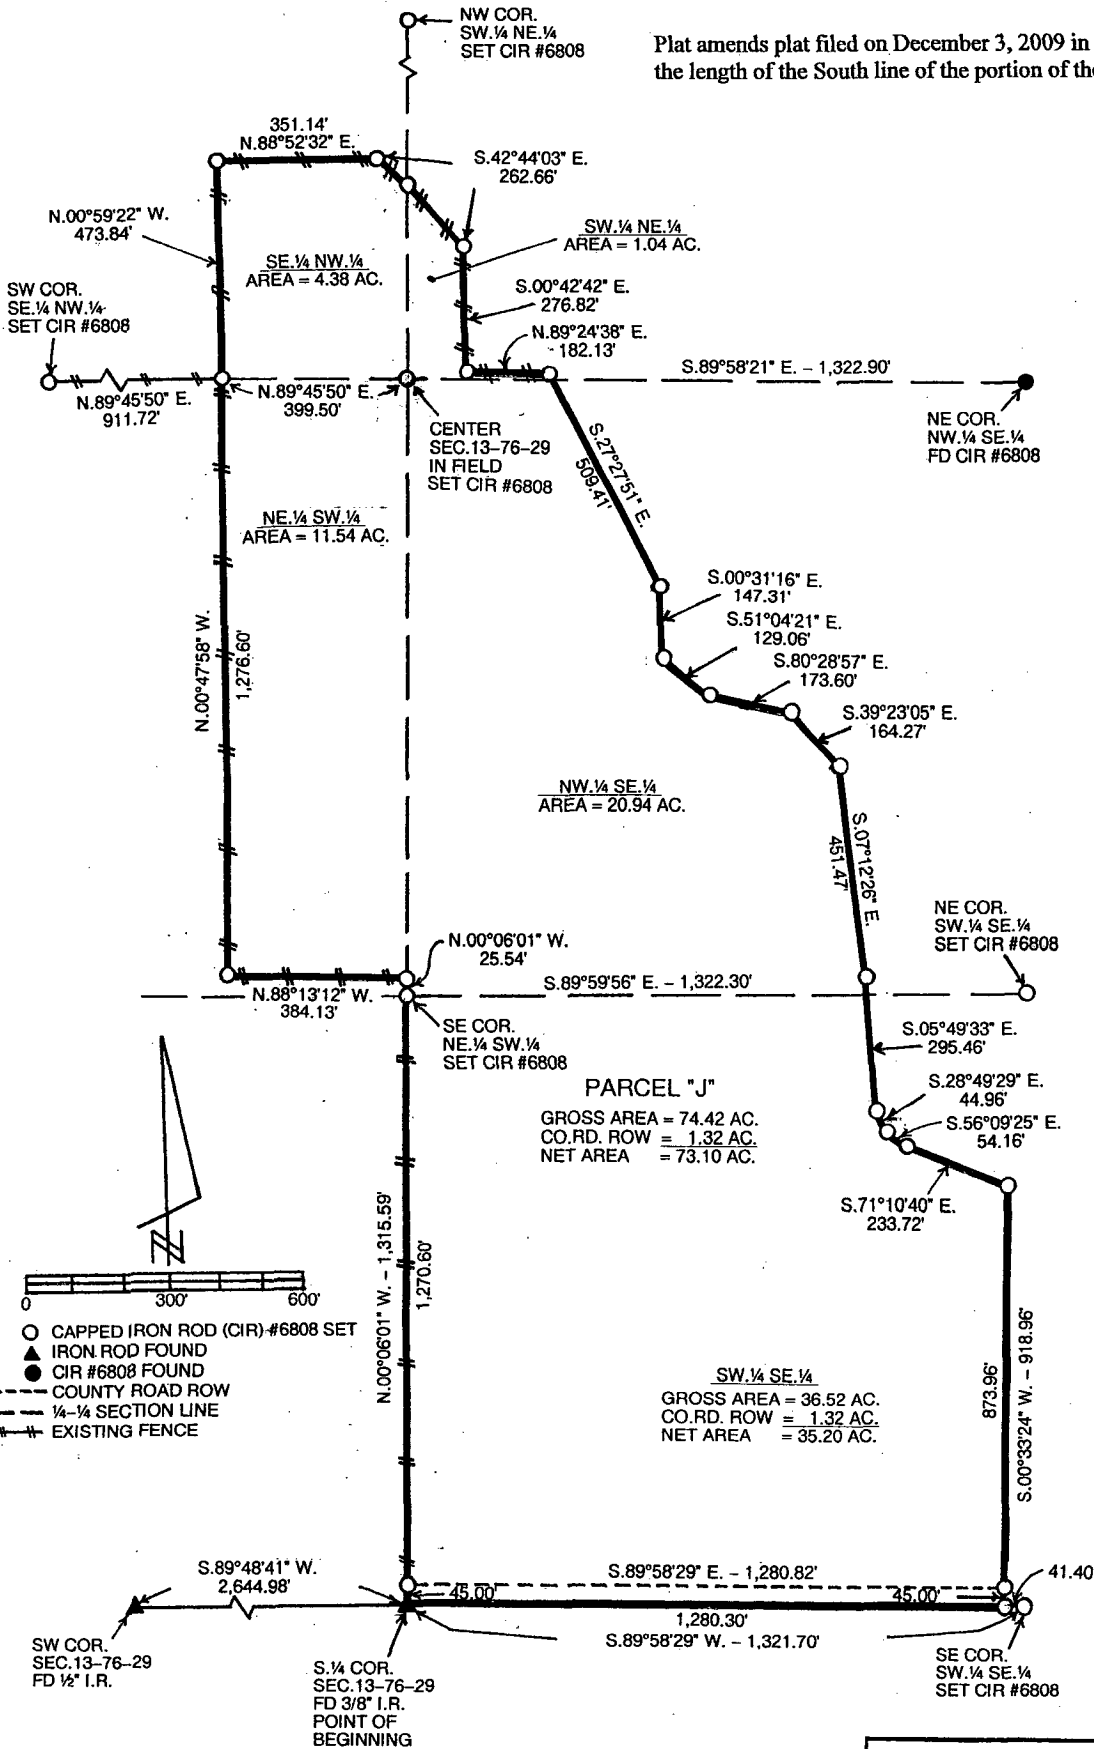 NW COR.
SW.¼ NE.¼
SET CIR #6808
Plat amends plat filed on December 3, 2009 in
the length of the South line of the portion of the
351.14'
N.88°52'32" E.
S.42°44'03" E.
262.66'
N.00°59'22" W.
473.84'
SW.¼ NE.¼
AREA = 1.04 AC.
SE.¼ NW.¼
AREA = 4.38 AC.
SW COR.
SE.¼ NW.¼
SET CIR #6808
S.00°42'42" E.
276.82'
N.89°24'38" E.
182.13'
S.89°58'21" E. – 1,322.90'
N.89°45'50" E.
911.72'
N.89°45'50" E.
399.50'
CENTER
SEC.13–76–29
IN FIELD
SET CIR #6808
NE COR.
NW.¼ SE.¼
FD CIR #6808
S.27°27'51" E.
509.41'
NE.¼ SW.¼
AREA = 11.54 AC.
S.00°31'16" E.
147.31'
S.51°04'21" E.
129.06'
S.80°28'57" E.
173.60'
N.00°47'58" W.
1,276.60'
S.39°23'05" E.
164.27'
NW.¼ SE.¼
AREA = 20.94 AC.
S.07°12'26" E.
451.47'
NE COR.
SW.¼ SE.¼
SET CIR #6808
N.00°06'01" W.
25.54'
S.89°59'56" E. – 1,322.30'
N.88°13'12" W.
384.13'
SE COR.
NE.¼ SW.¼
SET CIR #6808
S.05°49'33" E.
295.46'
S.28°49'29" E.
44.96'
S.56°09'25" E.
54.16'
PARCEL "J"
GROSS AREA = 74.42 AC.
CO.RD. ROW = 1.32 AC.
NET AREA = 73.10 AC.
S.71°10'40" E.
233.72'
N.00°06'01" W. – 1,315.59'
1,270.60'
N
0 300' 600'
CAPPED IRON ROD (CIR) #6808 SET
IRON ROD FOUND
CIR #6808 FOUND
COUNTY ROAD ROW
¼–¼ SECTION LINE
EXISTING FENCE
SW.¼ SE.¼
GROSS AREA = 36.52 AC.
CO.RD. ROW = 1.32 AC.
NET AREA = 35.20 AC.
873.96'
S.00°33'24" W. – 918.96'
S.89°48'41" W.
2,644.98'
S.89°58'29" E. – 1,280.82'
41.40
45.00'
45.00'
1,280.30'
S.89°58'29" W. – 1,321.70'
SW COR.
SEC.13–76–29
FD ½" I.R.
S.¼ COR.
SEC.13–76–29
FD 3/8" I.R.
POINT OF
BEGINNING
SE COR.
SW.¼ SE.¼
SET CIR #6808